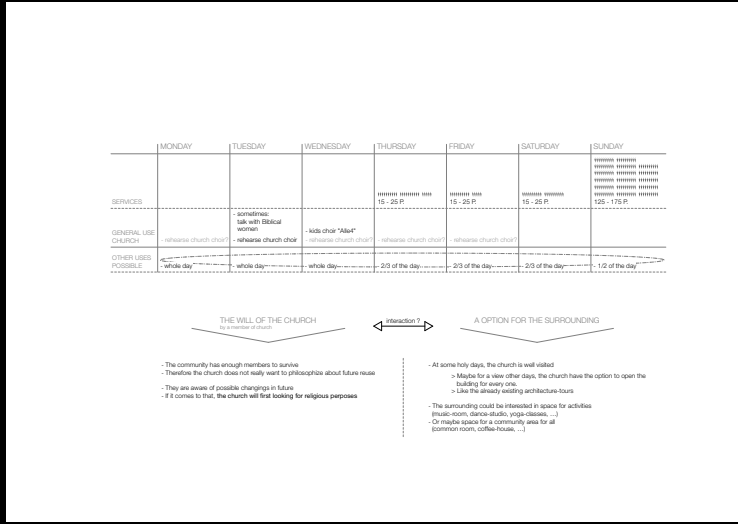 MONDAY TUESDAY WEDNESDAY THURSDAY FRIDAY SATURDAY SUNDAY
SERVICES 15 - 25 P. 15 - 25 P. 15 - 25 P. 125 - 175 P.
- sometimes:
talk with Biblical
women
GENERAL USE
CHURCH
- rehearse church choir?
- rehearse church choir
- kids choir "Alle4"
- rehearse church choir?
- rehearse church choir?
- rehearse church choir?
OTHER USES
POSSIBLE
- whole day - whole day - whole day - 2/3 of the day - 2/3 of the day - 2/3 of the day - 1/2 of the day
THE WILL OF THE CHURCH
by a member of church
interaction ?
A OPTION FOR THE SURROUNDING
- The community has enough members to survive
- Therefore the church does not really want to philosophize about future reuse
- They are aware of possible changings in future
- If it comes to that, the church will first looking for religious perposes
- At some holy days, the church is well visited
> Maybe for a view other days, the church have the option to open the
building for every one.
> Like the already existing architecture-tours
- The surrounding could be interested in space for activities
(music-room, dance-studio, yoga-classes, ...)
- Or maybe space for a community area for all
(common room, coffee-house, ...)